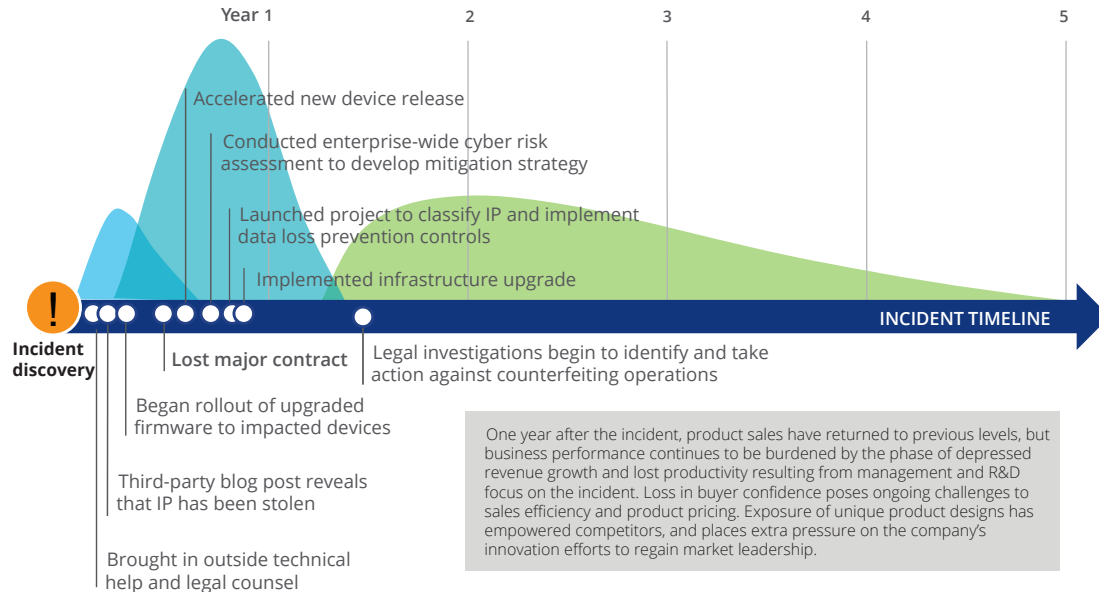 Year 1
2
3
4
5
Accelerated new device release
Conducted enterprise-wide cyber risk
assessment to develop mitigation strategy
Launched project to classify IP and implement
data loss prevention controls
Implemented infrastructure upgrade
!
INCIDENT TIMELINE
Incident
discovery
Lost major contract
Legal investigations begin to identify and take
action against counterfeiting operations
Began rollout of upgraded
firmware to impacted devices
Third-party blog post reveals
that IP has been stolen
Brought in outside technical
help and legal counsel
One year after the incident, product sales have returned to previous levels, but
business performance continues to be burdened by the phase of depressed
revenue growth and lost productivity resulting from management and R&D
focus on the incident. Loss in buyer confidence poses ongoing challenges to
sales efficiency and product pricing. Exposure of unique product designs has
empowered competitors, and places extra pressure on the company’s
innovation efforts to regain market leadership.